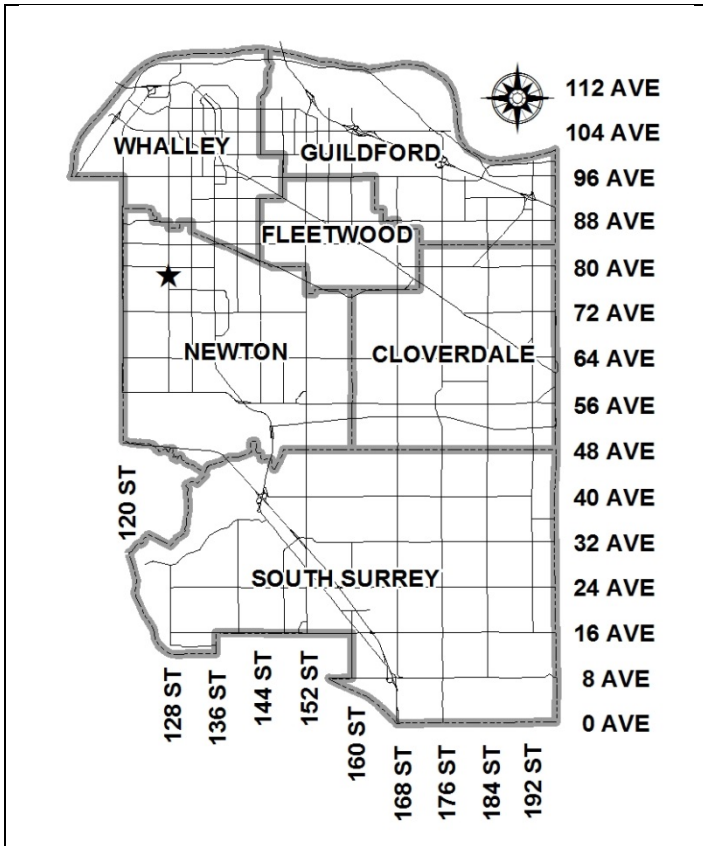 112 AVE
104 AVE
WHALLEY
GUILDFORD
96 AVE
88 AVE
FLEETWOOD
80 AVE
72 AVE
NEWTON
CLOVERDALE
64 AVE
56 AVE
48 AVE
120 ST
40 AVE
32 AVE
SOUTH SURREY
24 AVE
16 AVE
8 AVE
0 AVE
128 ST
136 ST
144 ST
152 ST
160 ST
168 ST
176 ST
184 ST
192 ST